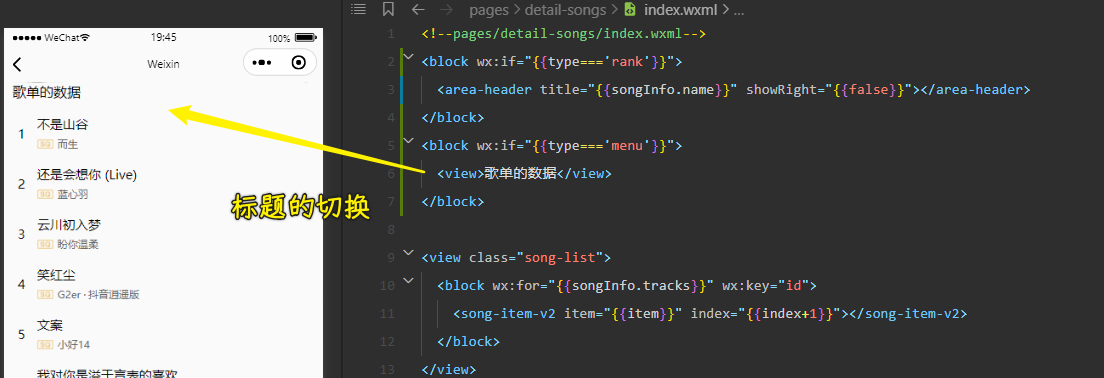 pages > detail-songs > index.wxml > ...
WeChat 19:45 100%
Weixin
歌单的数据
1 不是山谷
SQ 而生
2 还是会想你 (Live)
SQ 蓝心羽
3 云川初入梦
SQ 盼你温柔
4 笑红尘
SQ G2er · 抖音逍遥版
5 文案
SQ 小好14
我对你是溢于言表的喜欢
标题的切换
1 <!--pages/detail-songs/index.wxml-->
2 <block wx:if="{{type==='rank'}}">
3 <area-header title="{{songInfo.name}}" showRight="{{false}}"></area-header>
4 </block>
5 <block wx:if="{{type==='menu'}}">
6 <view>歌单的数据</view>
7 </block>
8
9 <view class="song-list">
10 <block wx:for="{{songInfo.tracks}}" wx:key="id">
11 <song-item-v2 item="{{item}}" index="{{index+1}}"></song-item-v2>
12 </block>
13 </view>